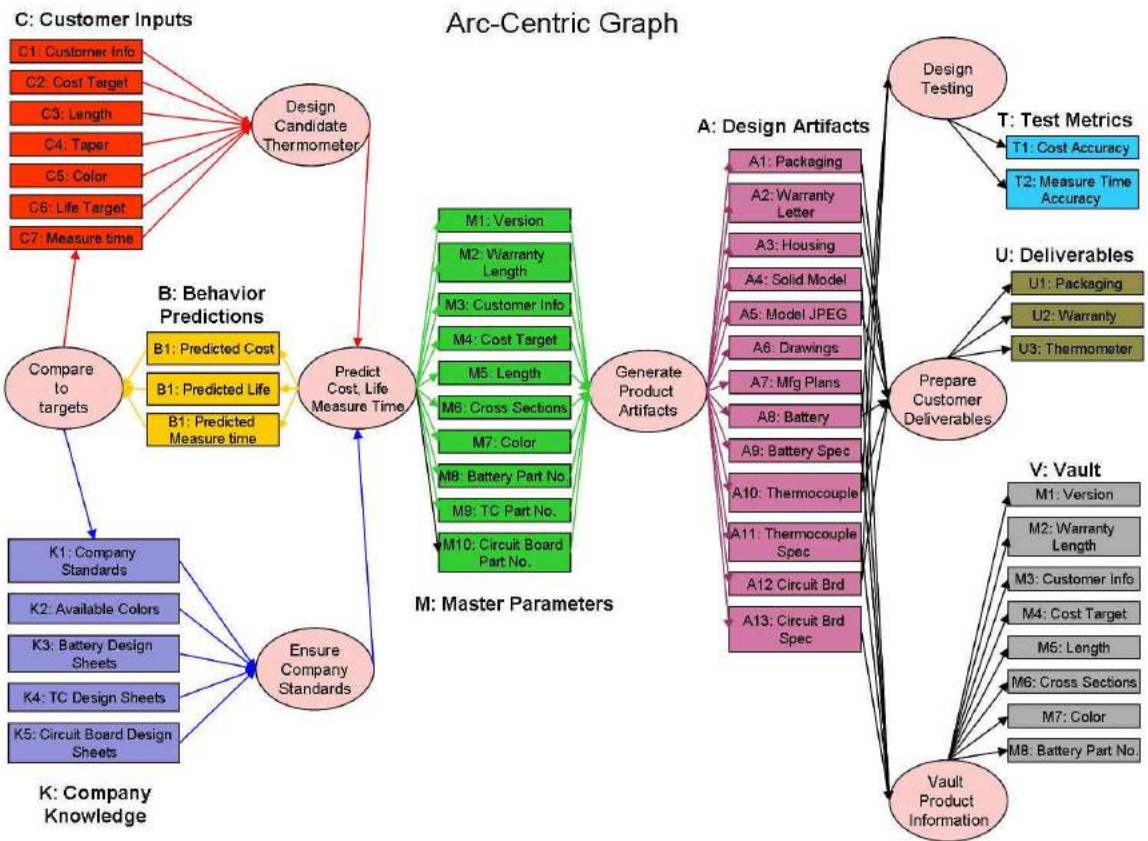 Arc-Centric Graph
C: Customer Inputs
C1: Customer Info
C2: Cost Target
C3: Length
C4: Taper
C5: Color
C6: Life Target
C7: Measure time
Design
Candidate
Thermometer
B: Behavior
Predictions
B1: Predicted Cost
B1: Predicted Life
B1: Predicted
Measure time
Compare
to
targets
Predict
Cost, Life
Measure Time
K1: Company
Standards
K2: Available Colors
K3: Battery Design
Sheets
K4: TC Design Sheets
K5: Circuit Board Design
Sheets
K: Company
Knowledge
Ensure
Company
Standards
M1: Version
M2: Warranty
Length
M3: Customer Info
M4: Cost Target
M5: Length
M6: Cross Sections
M7: Color
M8: Battery Part No.
M9: TC Part No.
M10: Circuit Board
Part No.
M: Master Parameters
Generate
Product
Artifacts
A: Design Artifacts
A1: Packaging
A2: Warranty
Letter
A3: Housing
A4: Solid Model
A5: Model JPEG
A6: Drawings
A7: Mfg Plans
A8: Battery
A9: Battery Spec
A10: Thermocouple
A11: Thermocouple
Spec
A12 Circuit Brd
A13: Circuit Brd
Spec
Design
Testing
T: Test Metrics
T1: Cost Accuracy
T2: Measure Time
Accuracy
U: Deliverables
U1: Packaging
U2: Warranty
U3: Thermometer
Prepare
Customer
Deliverables
V: Vault
M1: Version
M2: Warranty
Length
M3: Customer Info
M4: Cost Target
M5: Length
M6: Cross Sections
M7: Color
M8: Battery Part No.
Vault
Product
Information